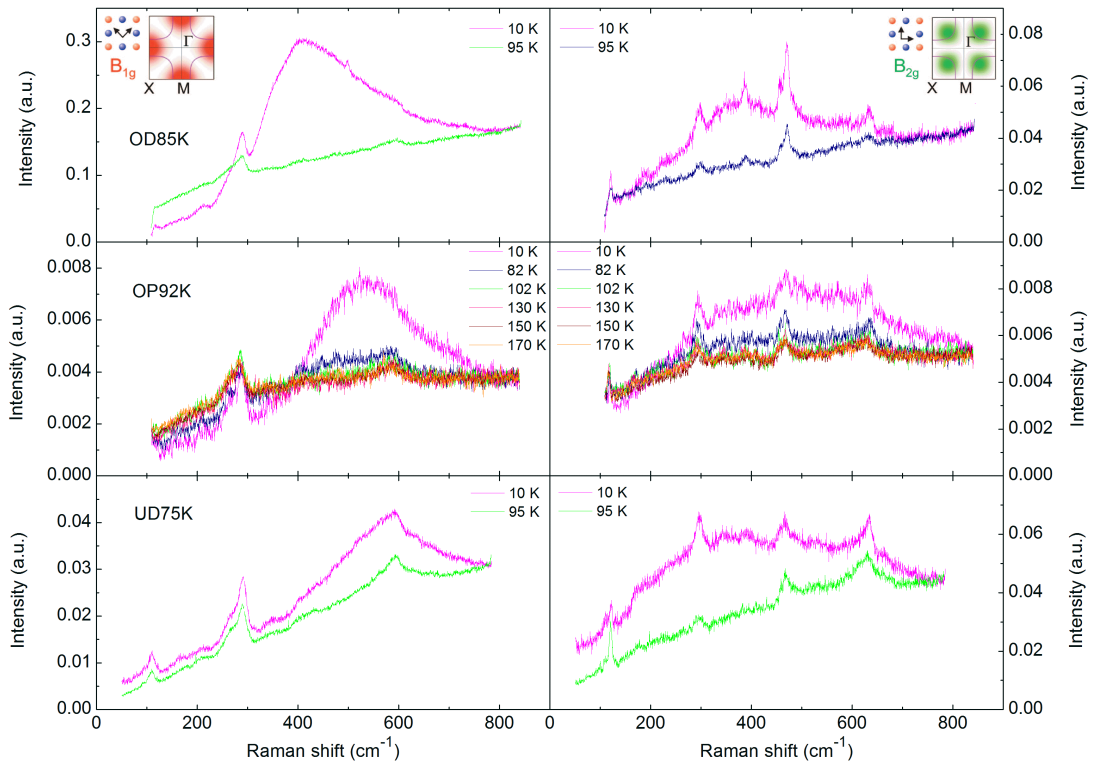 0.3
0.2
0.1
0.0
Intensity (a.u.)
B1g
X M
Γ
10 K
95 K
OD85K
10 K
95 K
B2g
X M
Γ
0.08
0.06
0.04
0.02
0.00
Intensity (a.u.)
0.008
0.006
0.004
0.002
0.000
Intensity (a.u.)
OP92K
10 K
82 K
102 K
130 K
150 K
170 K
10 K
82 K
102 K
130 K
150 K
170 K
0.008
0.006
0.004
0.002
0.000
Intensity (a.u.)
0.04
0.03
0.02
0.01
0.00
Intensity (a.u.)
UD75K
10 K
95 K
10 K
95 K
0.06
0.04
0.02
0.00
Intensity (a.u.)
0 200 400 600 800
Raman shift (cm-1)
0 200 400 600 800
Raman shift (cm-1)